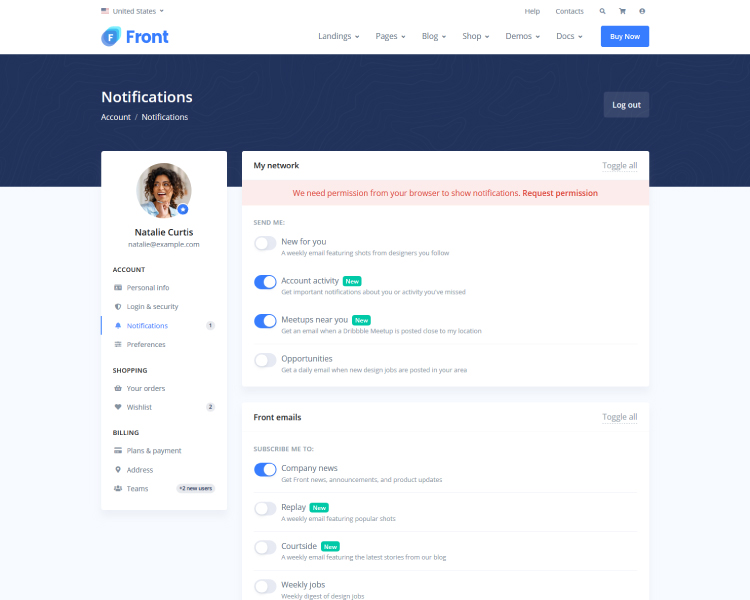 United States
Help Contacts
F Front
Landings Pages Blog Shop Demos Docs Buy Now
Notifications
Account / Notifications
Log out
Natalie Curtis
natalie@example.com
ACCOUNT
Personal info
Login & security
Notifications 1
Preferences
SHOPPING
Your orders
Wishlist 2
BILLING
Plans & payment
Address
Teams +2 new users
My network Toggle all
We need permission from your browser to show notifications. Request permission
SEND ME:
New for you
A weekly email featuring shots from designers you follow
Account activity New
Get important notifications about you or activity you've missed
Meetups near you New
Get an email when a Dribbble Meetup is posted close to my location
Opportunities
Get a daily email when new design jobs are posted in your area
Front emails Toggle all
SUBSCRIBE ME TO:
Company news
Get Front news, announcements, and product updates
Replay New
A weekly email featuring popular shots
Courtside New
A weekly email featuring the latest stories from our blog
Weekly jobs
Weekly digest of design jobs